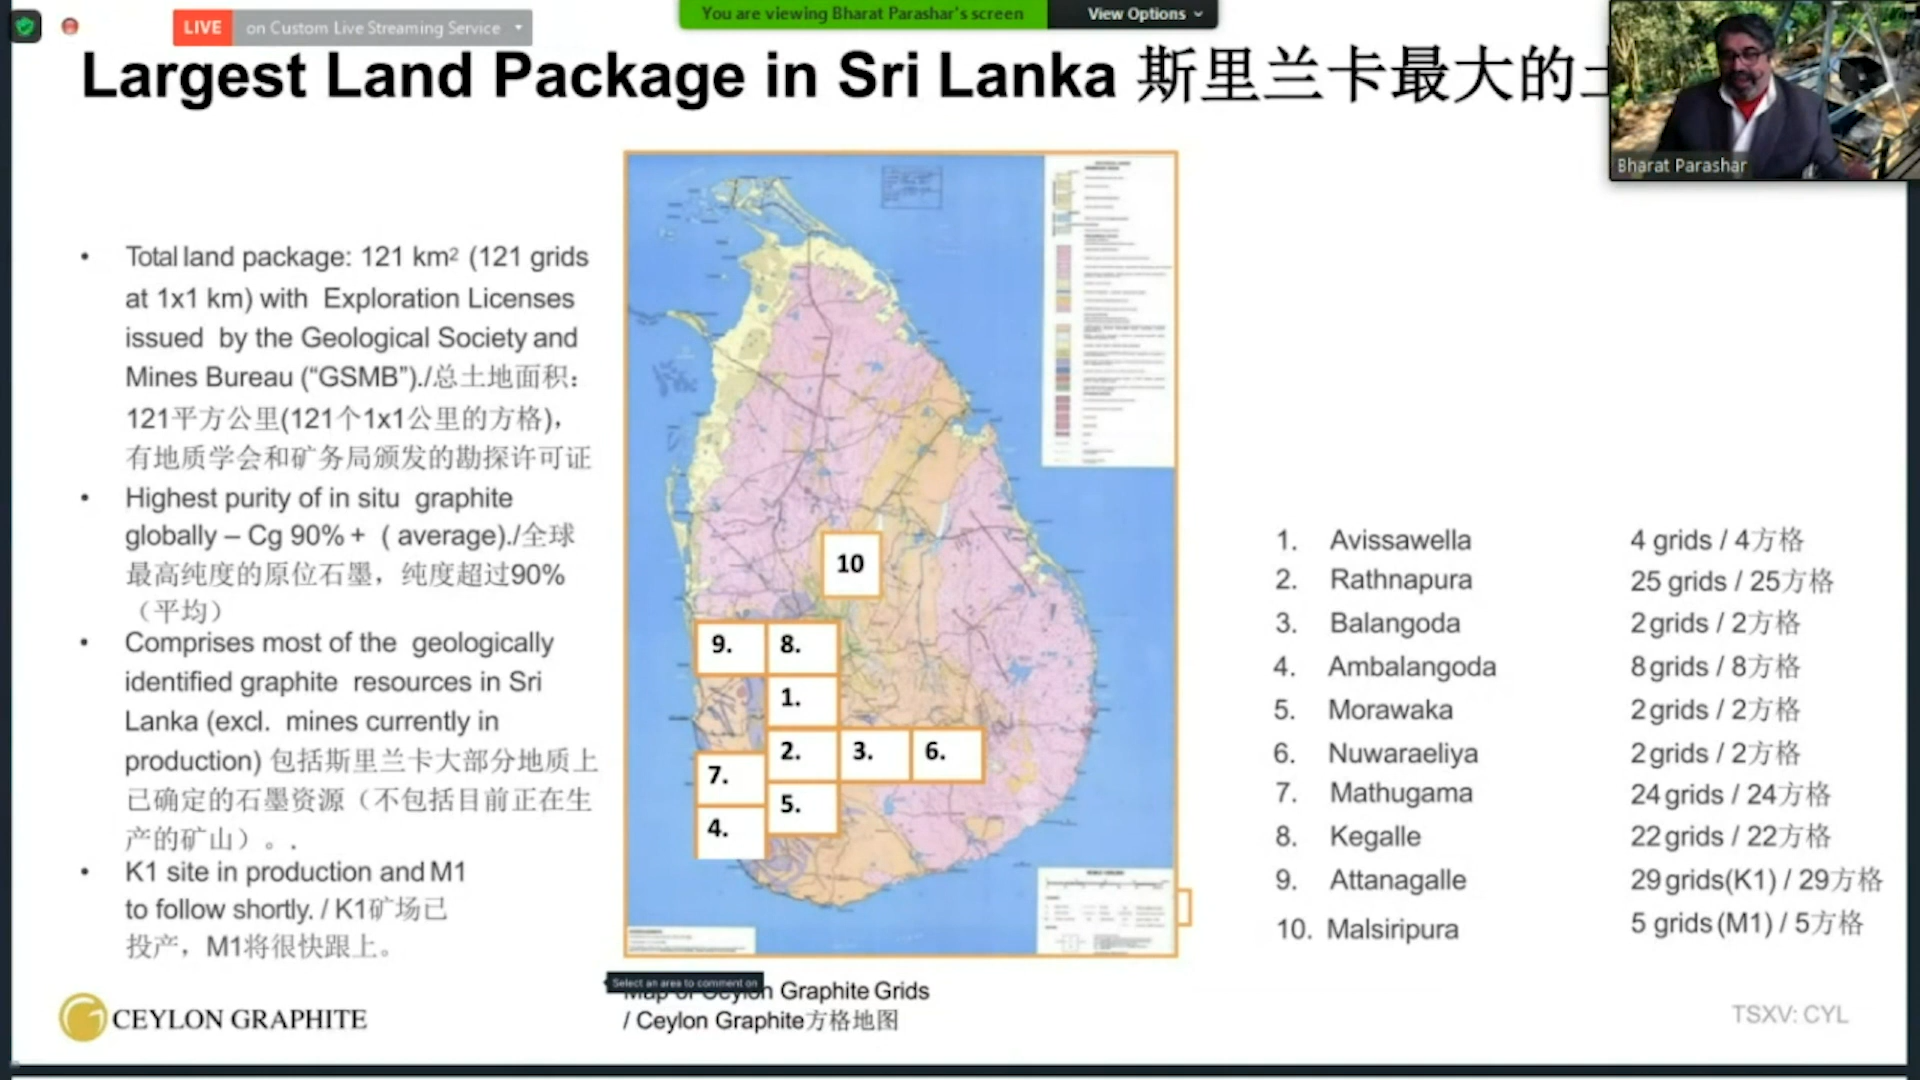 LIVE on Custom Live Streaming Service
You are viewing Bharat Parashar's screen View Options
Largest Land Package in Sri Lanka 斯里兰卡最大的土
Bharat Parashar
• Total land package: 121 km² (121 grids
at 1x1 km) with Exploration Licenses
issued by the Geological Society and
Mines Bureau (“GSMB”)./总土地面积：
121平方公里(121个1x1公里的方格)，
有地质学会和矿务局颁发的勘探许可证
• Highest purity of in situ graphite
globally – Cg 90% + ( average)./全球
最高纯度的原位石墨，纯度超过90%
（平均）
• Comprises most of the geologically
identified graphite resources in Sri
Lanka (excl. mines currently in
production) 包括斯里兰卡大部分地质上
已确定的石墨资源（不包括目前正在生
产的矿山）。.
• K1 site in production and M1
to follow shortly. / K1矿场已
投产，M1将很快跟上。
10
9. 8.
1.
2. 3. 6.
7.
5.
4.
1. Avissawella 4 grids / 4方格
2. Rathnapura 25 grids / 25方格
3. Balangoda 2 grids / 2方格
4. Ambalangoda 8 grids / 8方格
5. Morawaka 2 grids / 2方格
6. Nuwaraeliya 2 grids / 2方格
7. Mathugama 24 grids / 24方格
8. Kegalle 22 grids / 22方格
9. Attanagalle 29 grids(K1) / 29方格
10. Malsiripura 5 grids (M1) / 5方格
Select an area to comment on
Map of Ceylon Graphite Grids
/ Ceylon Graphite方格地图
CEYLON GRAPHITE
TSXV: CYL